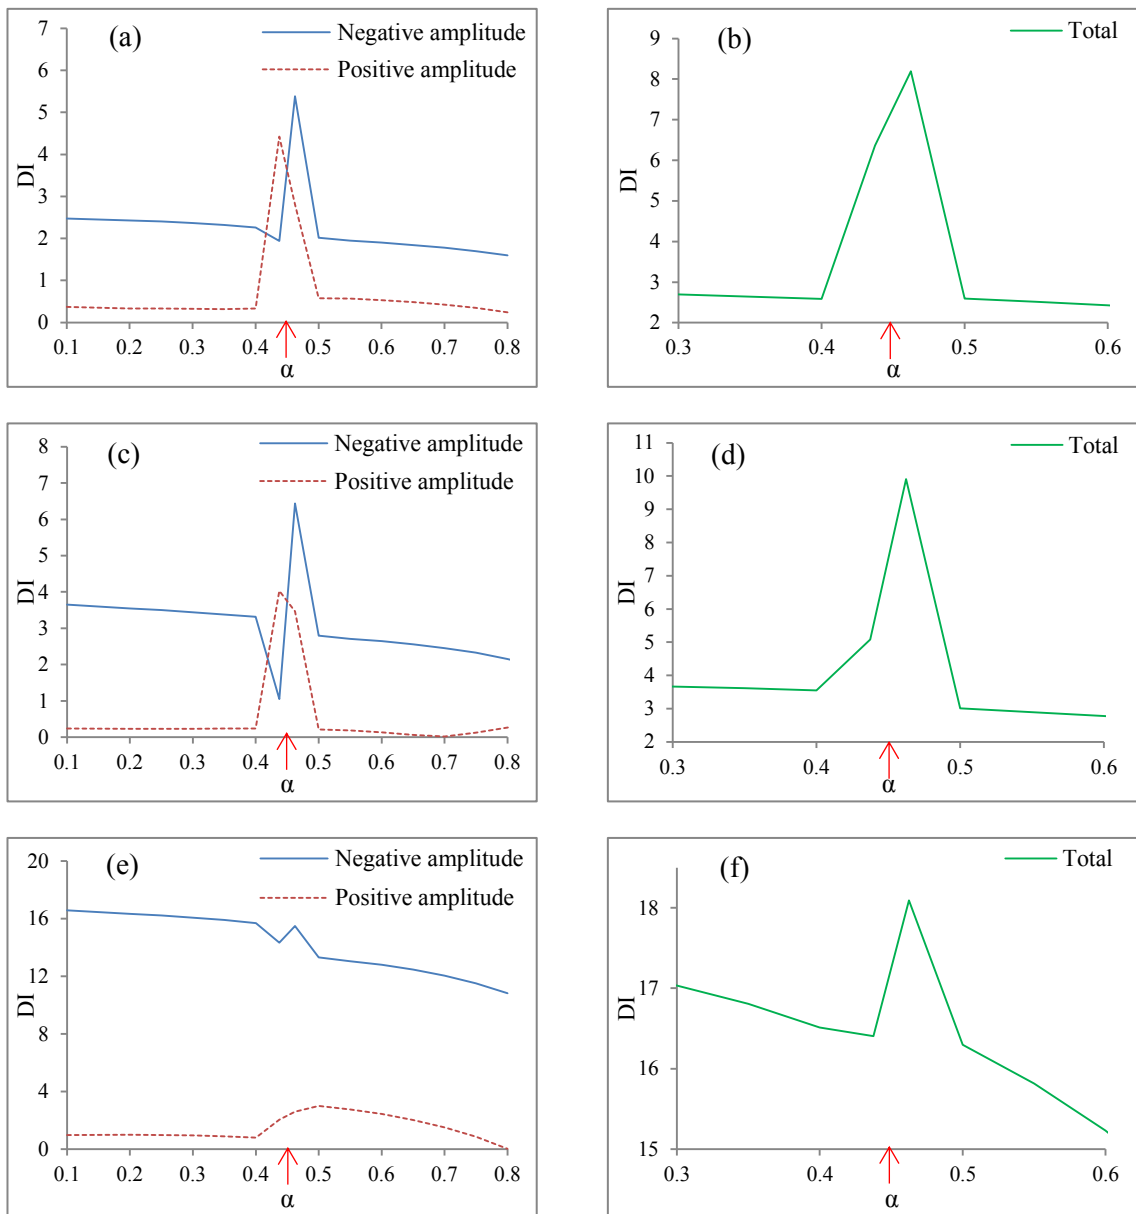 (a)
Negative amplitude
Positive amplitude
7
6
5
4
3
2
1
0
DI
0.1 0.2 0.3 0.4 0.5 0.6 0.7 0.8
α
(b)
Total
9
8
7
6
5
4
3
2
DI
0.3 0.4 0.5 0.6
α
(c)
Negative amplitude
Positive amplitude
8
7
6
5
4
3
2
1
0
DI
0.1 0.2 0.3 0.4 0.5 0.6 0.7 0.8
α
(d)
Total
11
10
9
8
7
6
5
4
3
2
DI
0.3 0.4 0.5 0.6
α
(e)
Negative amplitude
Positive amplitude
20
16
12
8
4
0
DI
0.1 0.2 0.3 0.4 0.5 0.6 0.7 0.8
α
(f)
Total
18
17
16
15
DI
0.3 0.4 0.5 0.6
α